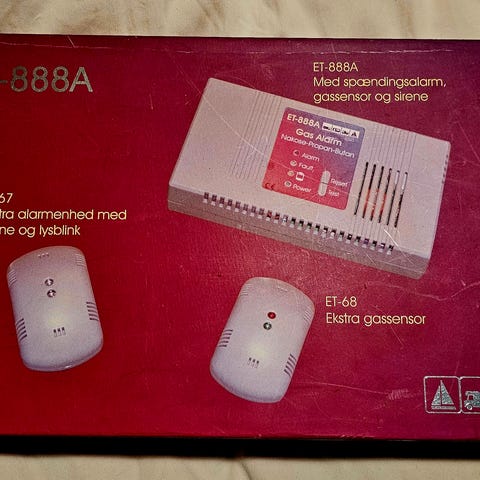 -888A
ET-888A
Med spændingsalarm,
gassensor og sirene
ET-888A
Gas Alarm
Nakose-Propan-Butan
Alarm
Fault
Power
Reset
Test
67
tra alarmenhed med
ne og lysblink
ET-68
Ekstra gassensor